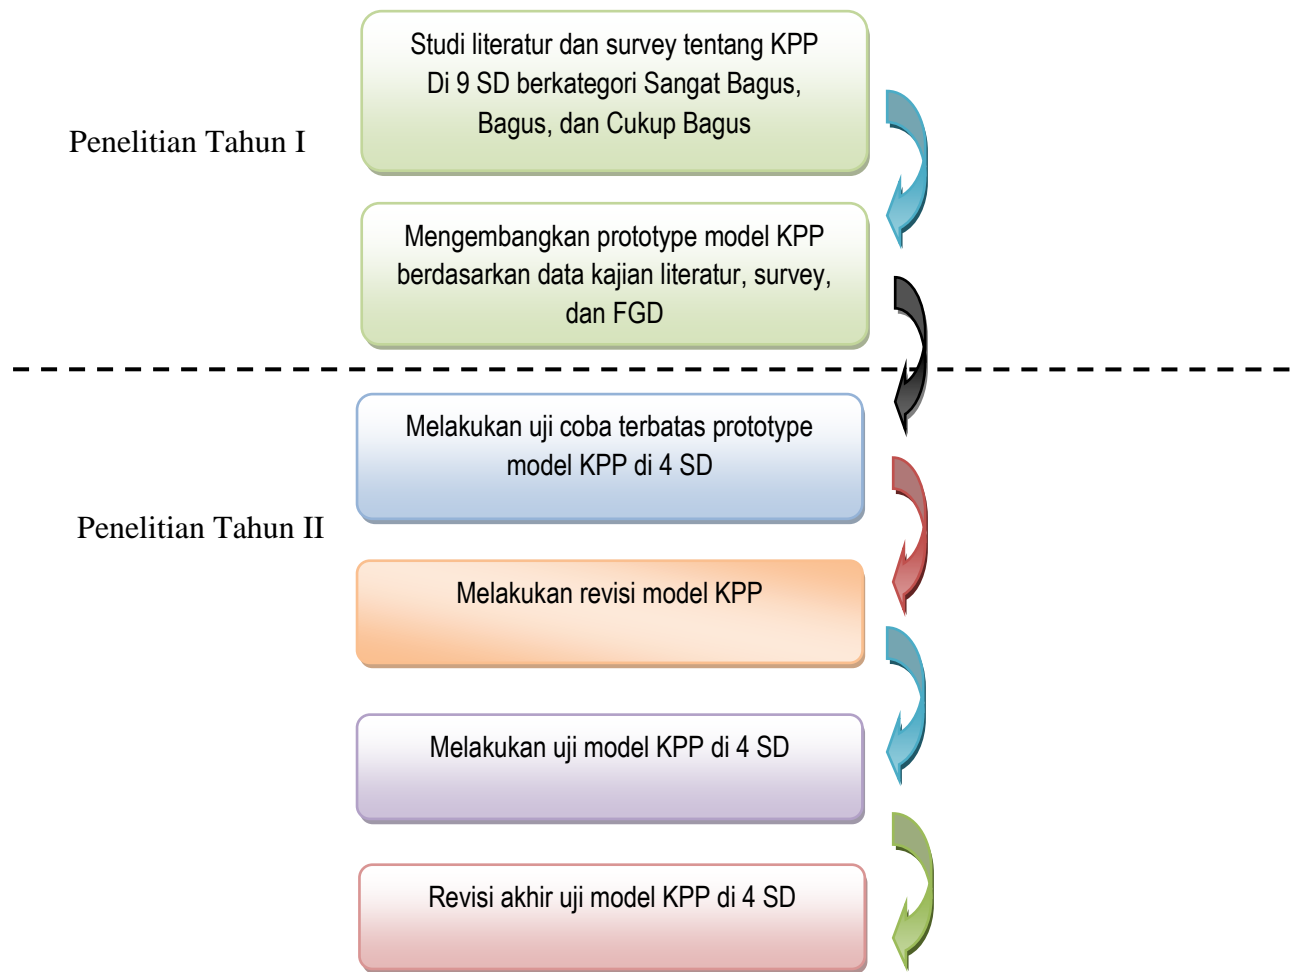 Studi literatur dan survey tentang KPP
Di 9 SD berkategori Sangat Bagus,
Bagus, dan Cukup Bagus
Penelitian Tahun I
Mengembangkan prototype model KPP
berdasarkan data kajian literatur, survey,
dan FGD
Melakukan uji coba terbatas prototype
model KPP di 4 SD
Penelitian Tahun II
Melakukan revisi model KPP
Melakukan uji model KPP di 4 SD
Revisi akhir uji model KPP di 4 SD